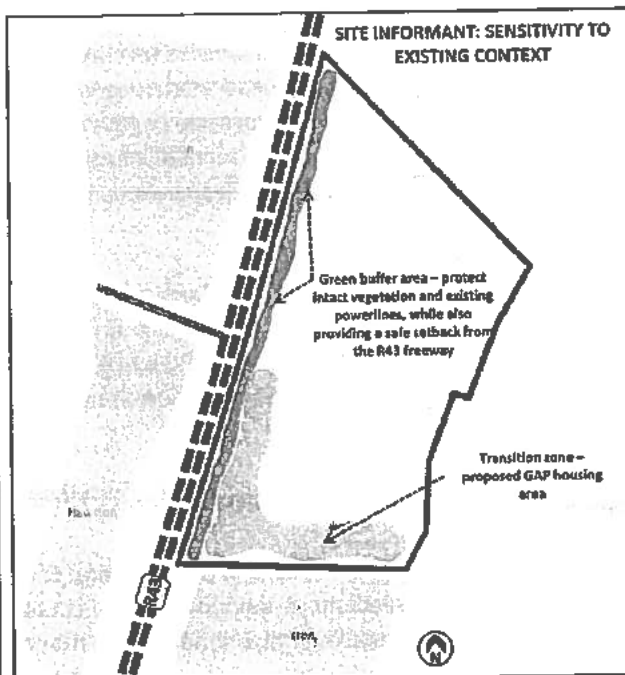 SITE INFORMANT: SENSITIVITY TO
EXISTING CONTEXT
Green buffer area – protect
intact vegetation and existing
powerlines, while also
providing a safe setback from
the R43 freeway
Transition zone –
proposed GAP housing
area
R43
N